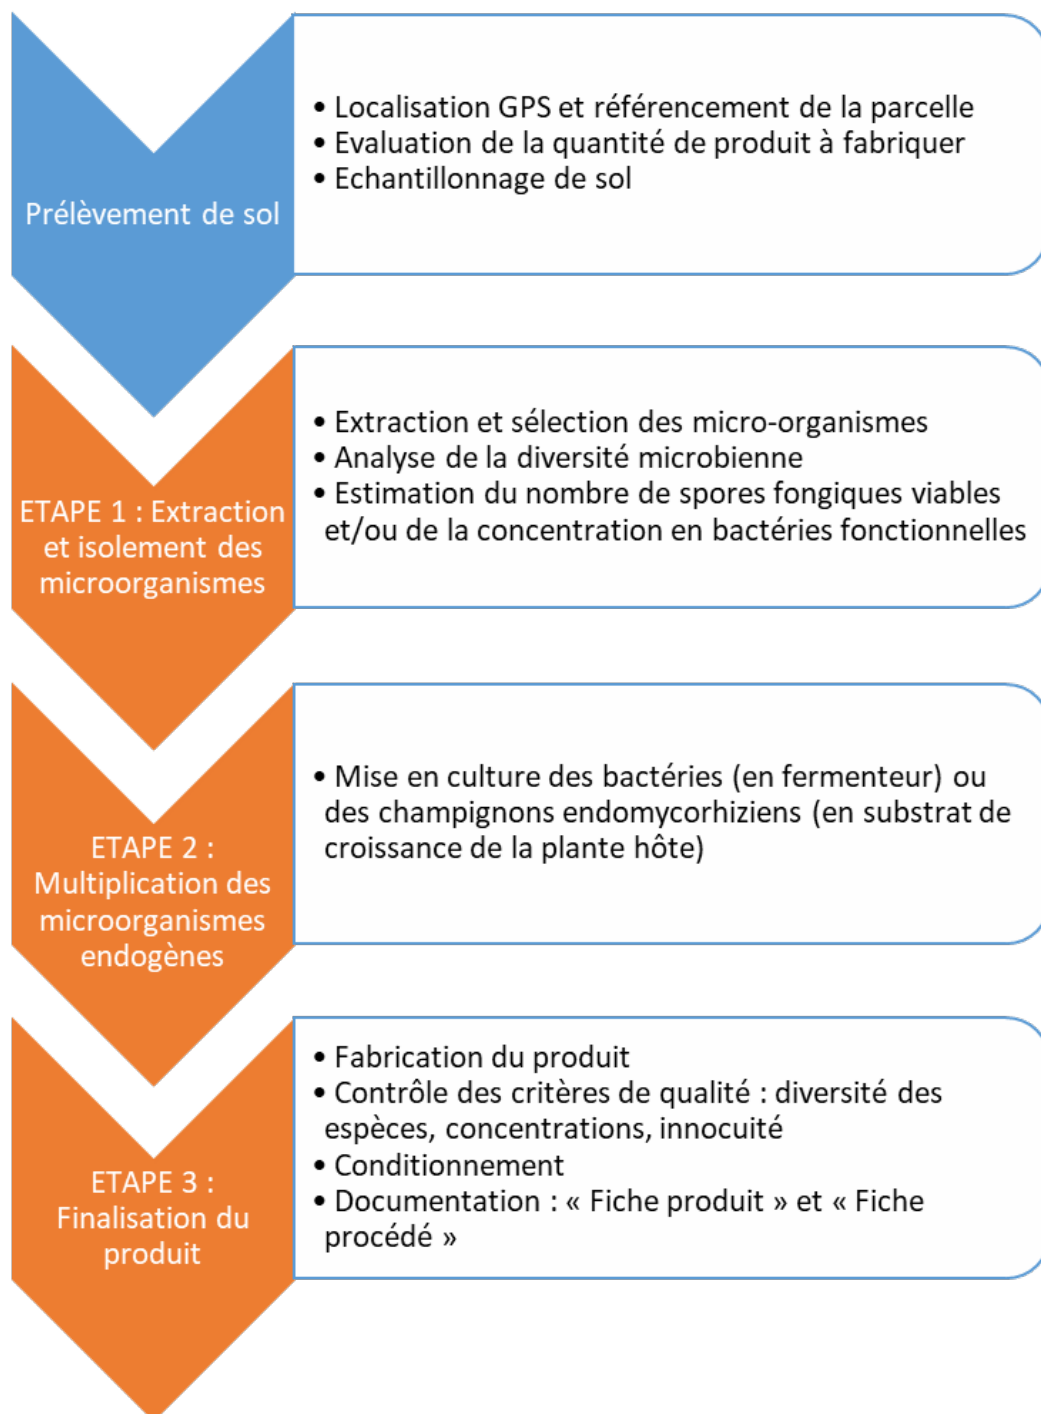 Prélèvement de sol
• Localisation GPS et référencement de la parcelle
• Evaluation de la quantité de produit à fabriquer
• Echantillonnage de sol
ETAPE 1 : Extraction
et isolement des
microorganismes
• Extraction et sélection des micro-organismes
• Analyse de la diversité microbienne
• Estimation du nombre de spores fongiques viables
et/ou de la concentration en bactéries fonctionnelles
ETAPE 2 :
Multiplication des
microorganismes
endogènes
• Mise en culture des bactéries (en fermenteur) ou
des champignons endomycorhiziens (en substrat de
croissance de la plante hôte)
ETAPE 3 :
Finalisation du
produit
• Fabrication du produit
• Contrôle des critères de qualité : diversité des
espèces, concentrations, innocuité
• Conditionnement
• Documentation : « Fiche produit » et « Fiche
procédé »